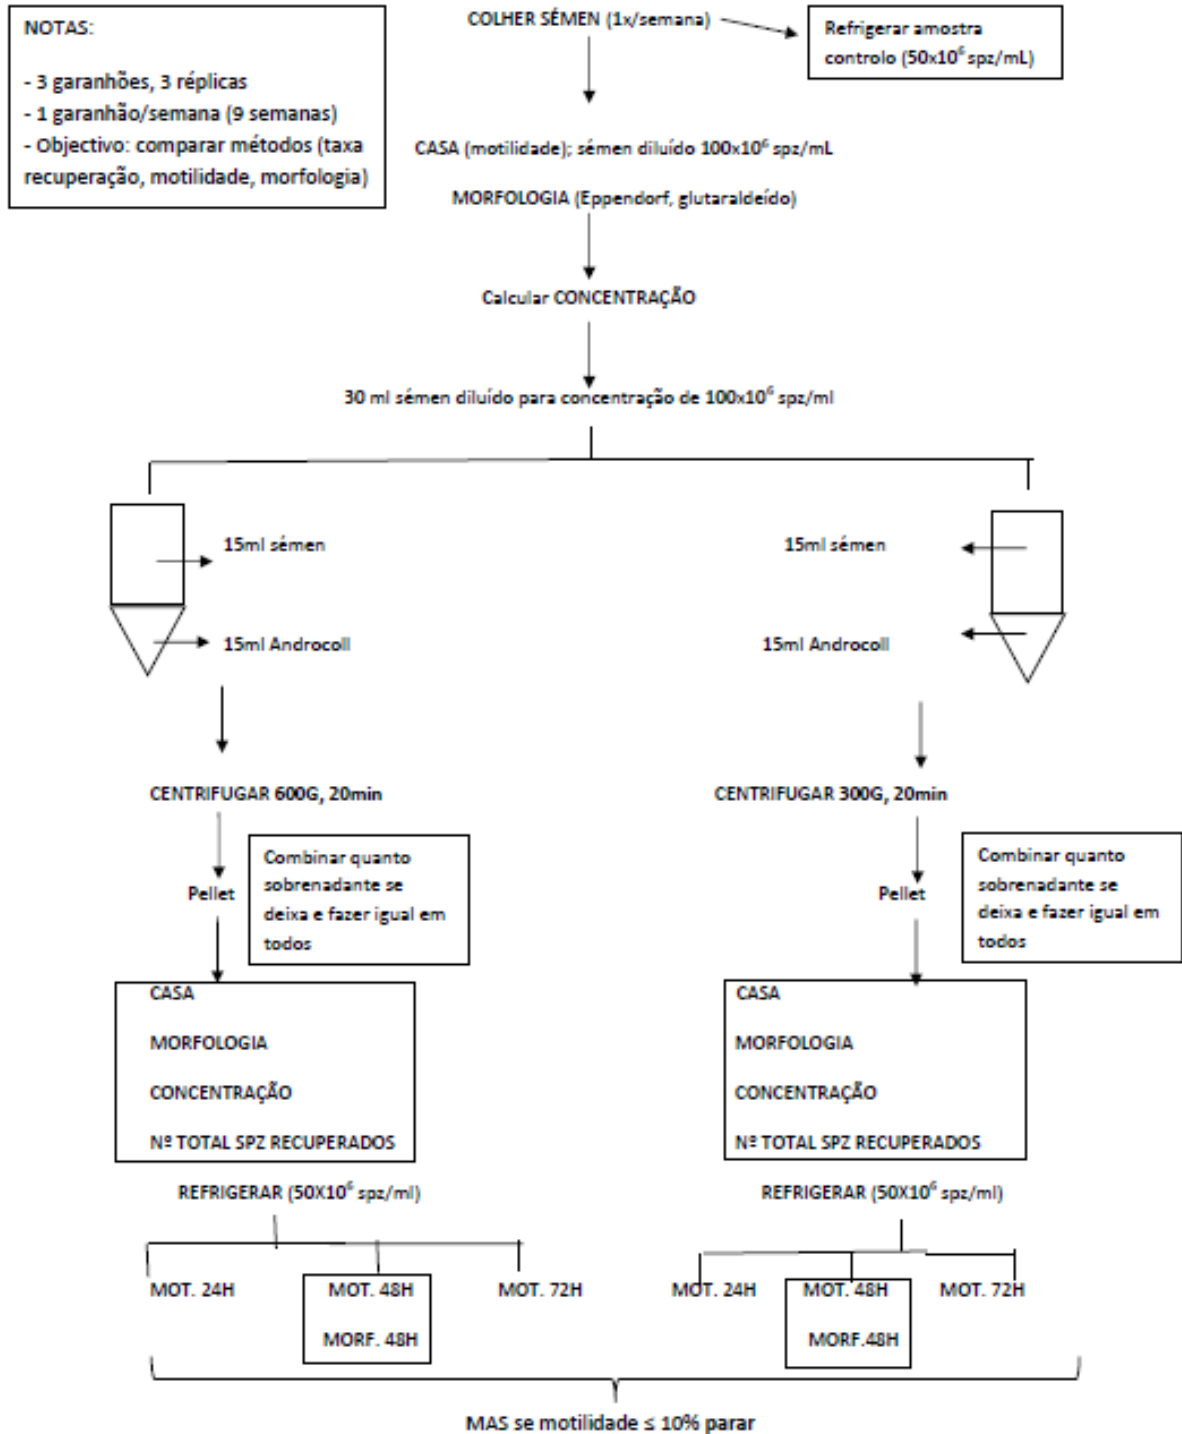 NOTAS:
- 3 garanhões, 3 réplicas
- 1 garanhão/semana (9 semanas)
- Objectivo: comparar métodos (taxa
recuperação, motilidade, morfologia)
COLHER SÉMEN (1x/semana)
Refrigerar amostra
controlo (50x10⁶ spz/mL)
CASA (motilidade); sémen diluído 100x10⁶ spz/mL
MORFOLOGIA (Eppendorf, glutaraldeído)
Calcular CONCENTRAÇÃO
30 ml sémen diluído para concentração de 100x10⁶ spz/ml
15ml sémen
15ml Androcoll
CENTRIFUGAR 600G, 20min
Pellet
Combinar quanto
sobrenadante se
deixa e fazer igual em
todos
CASA
MORFOLOGIA
CONCENTRAÇÃO
Nº TOTAL SPZ RECUPERADOS
REFRIGERAR (50X10⁶ spz/ml)
MOT. 24H
MOT. 48H
MORF. 48H
MOT. 72H
15ml sémen
15ml Androcoll
CENTRIFUGAR 300G, 20min
Pellet
Combinar quanto
sobrenadante se
deixa e fazer igual em
todos
CASA
MORFOLOGIA
CONCENTRAÇÃO
Nº TOTAL SPZ RECUPERADOS
REFRIGERAR (50X10⁶ spz/ml)
MOT. 24H
MOT. 48H
MORF.48H
MOT. 72H
MAS se motilidade ≤ 10% parar